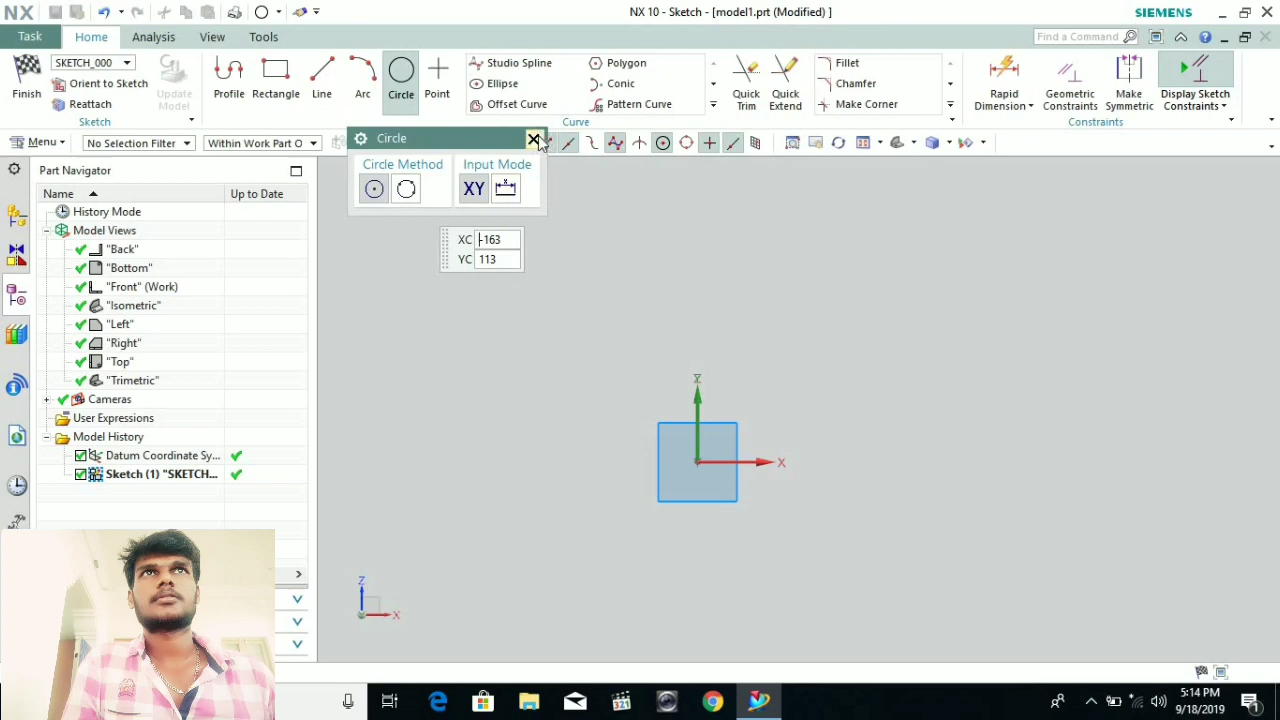 NX
NX 10 - Sketch - [model1.prt (Modified) ]
SIEMENS
Task Home Analysis View Tools
Find a Command
SKETCH_000
Orient to Sketch
Reattach
Finish
Update Model
Sketch
Profile Rectangle Line Arc Circle Point
Studio Spline Polygon
Ellipse Conic
Offset Curve Pattern Curve
Curve
Quick Trim
Quick Extend
Fillet
Chamfer
Make Corner
Rapid Dimension
Geometric Constraints
Make Symmetric
Display Sketch Constraints
Constraints
Menu No Selection Filter Within Work Part O
Circle
Circle Method Input Mode
XY
XC -163
YC 113
Part Navigator
Name Up to Date
History Mode
Model Views
"Back"
"Bottom"
"Front" (Work)
"Isometric"
"Left"
"Right"
"Top"
"Trimetric"
Cameras
User Expressions
Model History
Datum Coordinate Sy...
Sketch (1) "SKETCH...
Y
X
Z
X
321
5:14 PM
9/18/2019
1